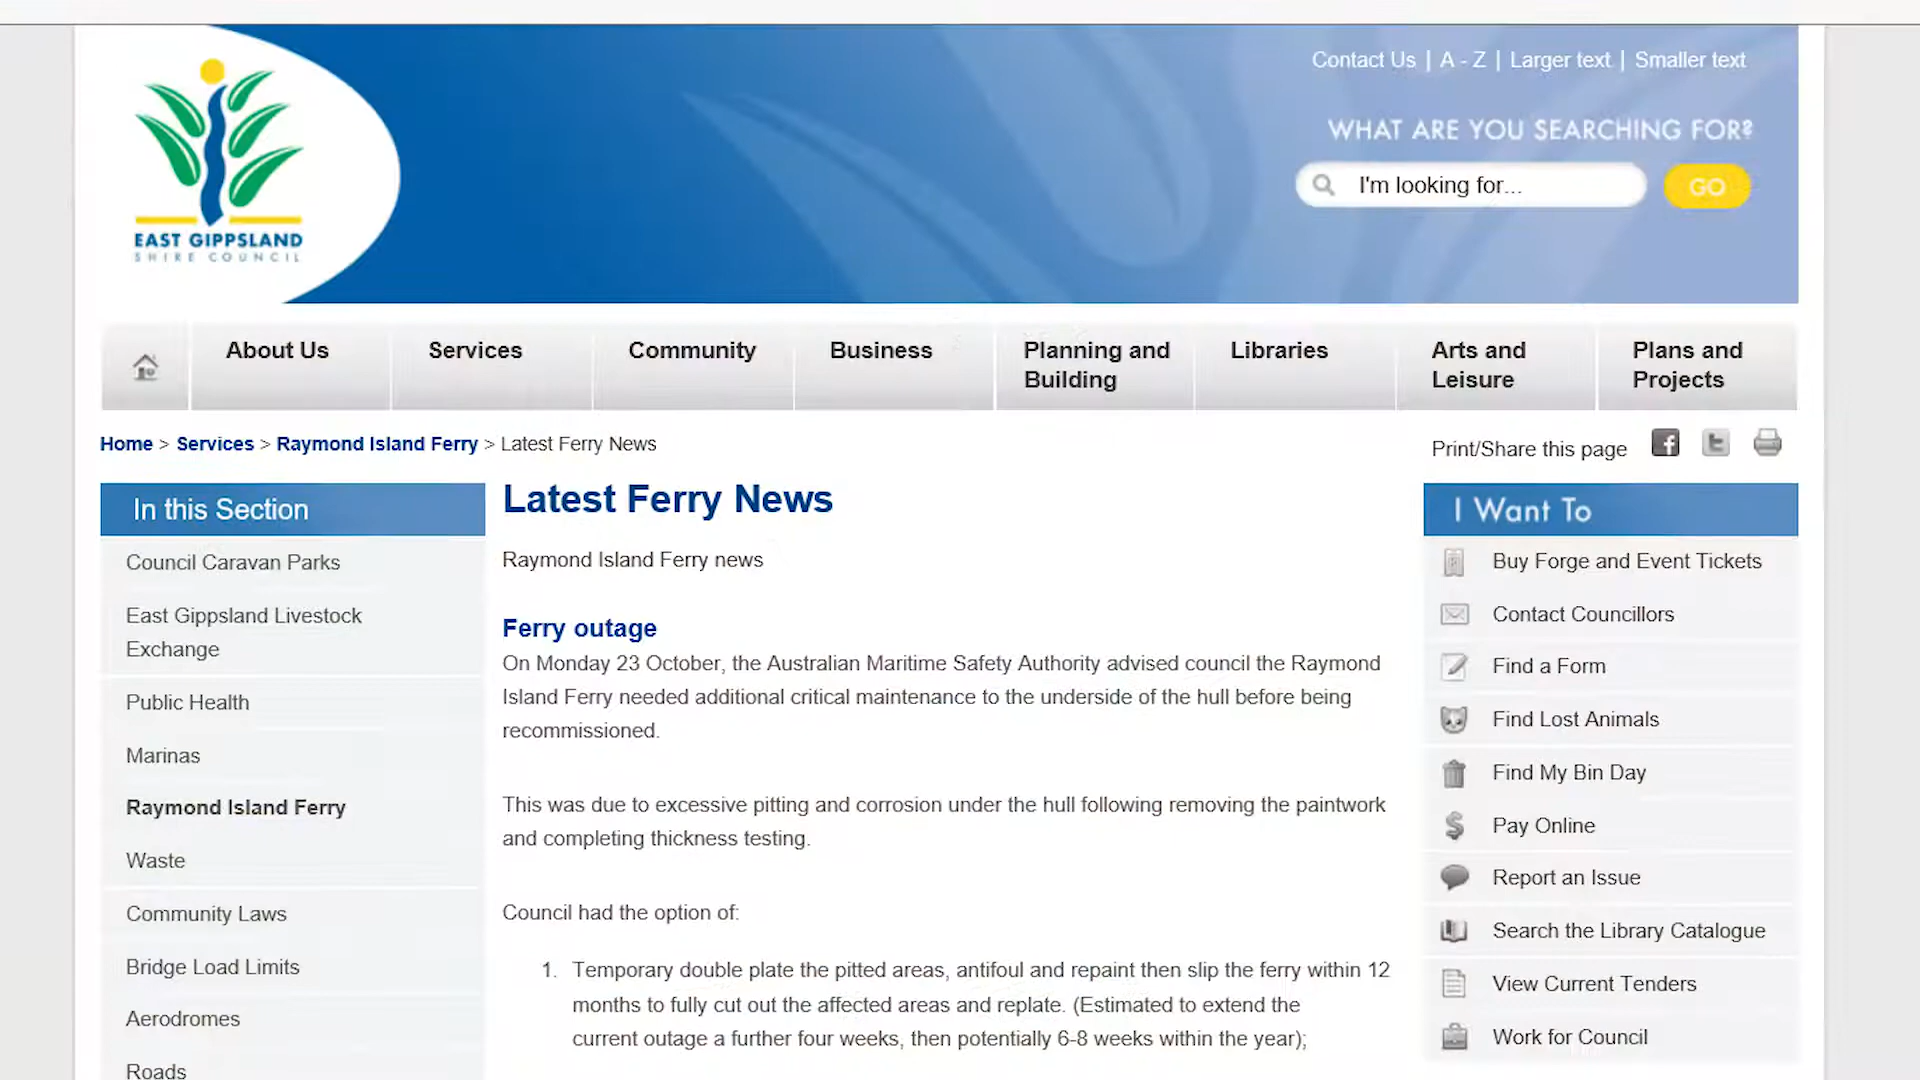 Contact Us | A - Z | Larger text | Smaller text
WHAT ARE YOU SEARCHING FOR?
I'm looking for...
GO
EAST GIPPSLAND
SHIRE COUNCIL
About Us
Services
Community
Business
Planning and
Building
Libraries
Arts and
Leisure
Plans and
Projects
Home > Services > Raymond Island Ferry > Latest Ferry News
Print/Share this page
In this Section
Council Caravan Parks
East Gippsland Livestock
Exchange
Public Health
Marinas
Raymond Island Ferry
Waste
Community Laws
Bridge Load Limits
Aerodromes
Roads
Latest Ferry News
Raymond Island Ferry news
Ferry outage
On Monday 23 October, the Australian Maritime Safety Authority advised council the Raymond
Island Ferry needed additional critical maintenance to the underside of the hull before being
recommissioned.
This was due to excessive pitting and corrosion under the hull following removing the paintwork
and completing thickness testing.
Council had the option of:
1. Temporary double plate the pitted areas, antifoul and repaint then slip the ferry within 12
months to fully cut out the affected areas and replate. (Estimated to extend the
current outage a further four weeks, then potentially 6-8 weeks within the year);
I Want To
Buy Forge and Event Tickets
Contact Councillors
Find a Form
Find Lost Animals
Find My Bin Day
Pay Online
Report an Issue
Search the Library Catalogue
View Current Tenders
Work for Council